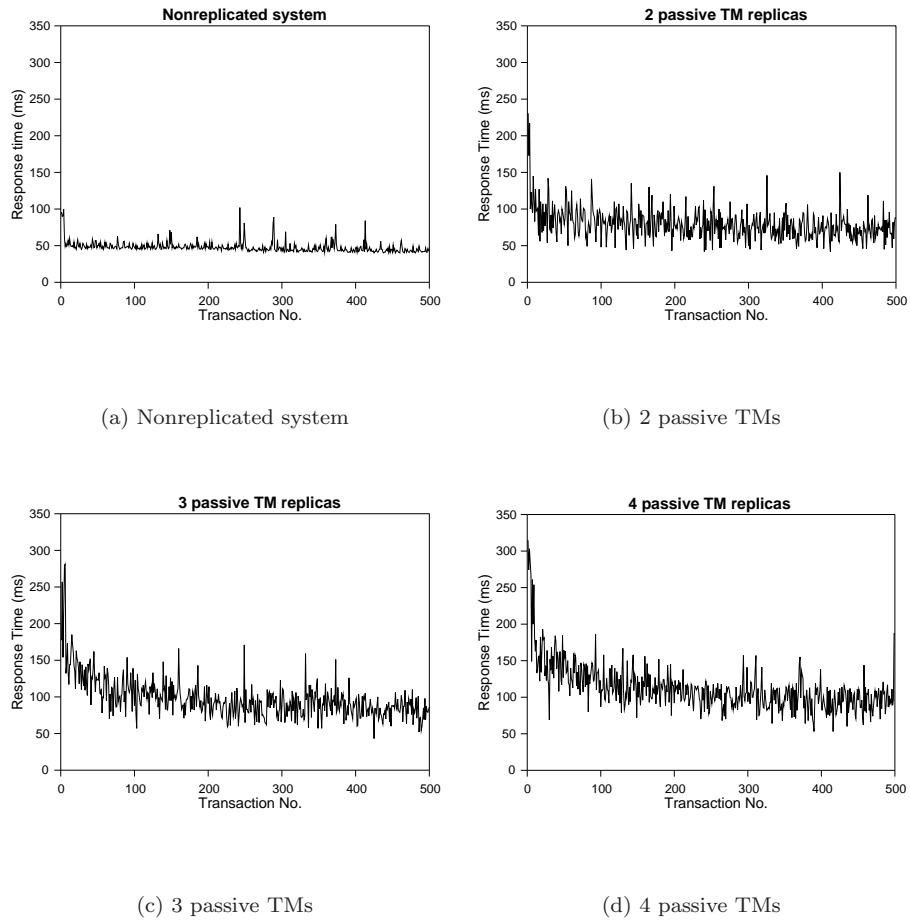 Nonreplicated system
350
300
250
200
150
100
50
0
Response time (ms)
0 100 200 300 400 500
Transaction No.
(a) Nonreplicated system
2 passive TM replicas
350
300
250
200
150
100
50
0
Response Time (ms)
0 100 200 300 400 500
Transaction No.
(b) 2 passive TMs
3 passive TM replicas
350
300
250
200
150
100
50
0
Response Time (ms)
0 100 200 300 400 500
Transaction No.
(c) 3 passive TMs
4 passive TM replicas
350
300
250
200
150
100
50
0
Response Time (ms)
0 100 200 300 400 500
Transaction No.
(d) 4 passive TMs